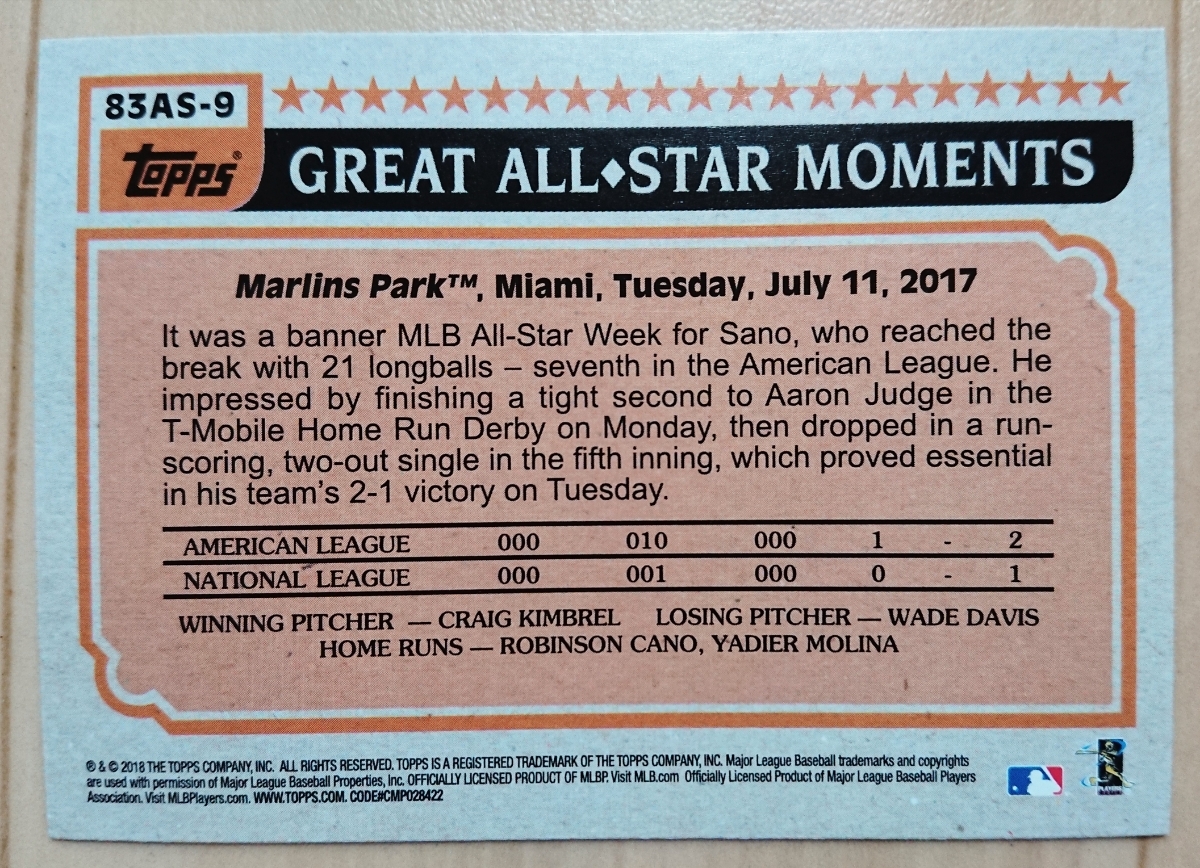 83AS-9
Topps®
GREAT ALL♦STAR MOMENTS
Marlins Park™, Miami, Tuesday, July 11, 2017
It was a banner MLB All-Star Week for Sano, who reached the
break with 21 longballs – seventh in the American League. He
impressed by finishing a tight second to Aaron Judge in the
T-Mobile Home Run Derby on Monday, then dropped in a run-
scoring, two-out single in the fifth inning, which proved essential
in his team's 2-1 victory on Tuesday.
AMERICAN LEAGUE 000 010 000 1 - 2
NATIONAL LEAGUE 000 001 000 0 - 1
WINNING PITCHER — CRAIG KIMBREL LOSING PITCHER — WADE DAVIS
HOME RUNS — ROBINSON CANO, YADIER MOLINA
® & © 2018 THE TOPPS COMPANY, INC. ALL RIGHTS RESERVED. TOPPS IS A REGISTERED TRADEMARK OF THE TOPPS COMPANY, INC. Major League Baseball trademarks and copyrights
are used with permission of Major League Baseball Properties, Inc. OFFICIALLY LICENSED PRODUCT OF MLBP. Visit MLB.com Officially Licensed Product of Major League Baseball Players
Association. Visit MLBPlayers.com. WWW.TOPPS.COM. CODE#CMP028422